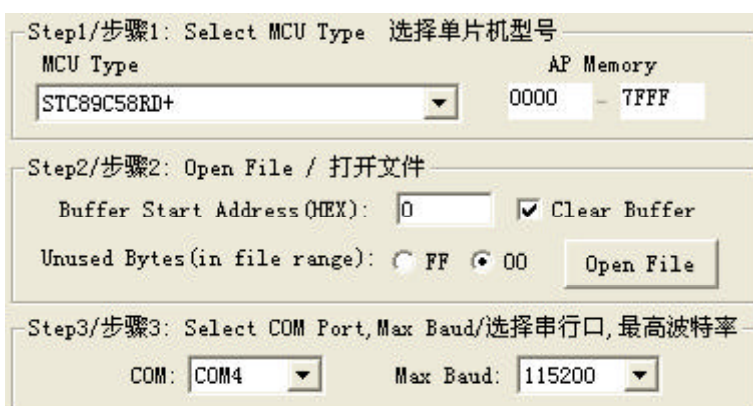 Step1/步骤1: Select MCU Type 选择单片机型号
MCU Type AP Memory
STC89C58RD+ 0000 - 7FFF
Step2/步骤2: Open File / 打开文件
Buffer Start Address(HEX): 0 Clear Buffer
Unused Bytes(in file range): FF 00 Open File
Step3/步骤3: Select COM Port,Max Baud/选择串行口,最高波特率
COM: COM4 Max Baud: 115200